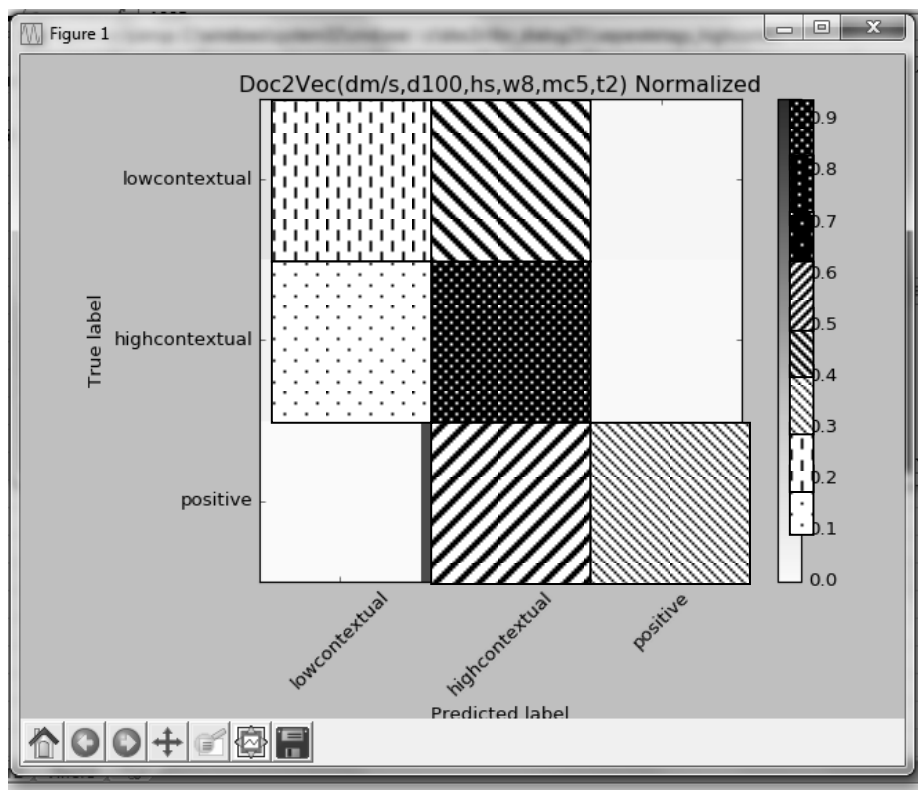 Figure 1
Doc2Vec(dm/s,d100,hs,w8,mc5,t2) Normalized
lowcontextual
highcontextual
positive
True label
lowcontextual
highcontextual
positive
Predicted label
0.9
0.8
0.7
0.6
0.5
0.4
0.3
0.2
0.1
0.0